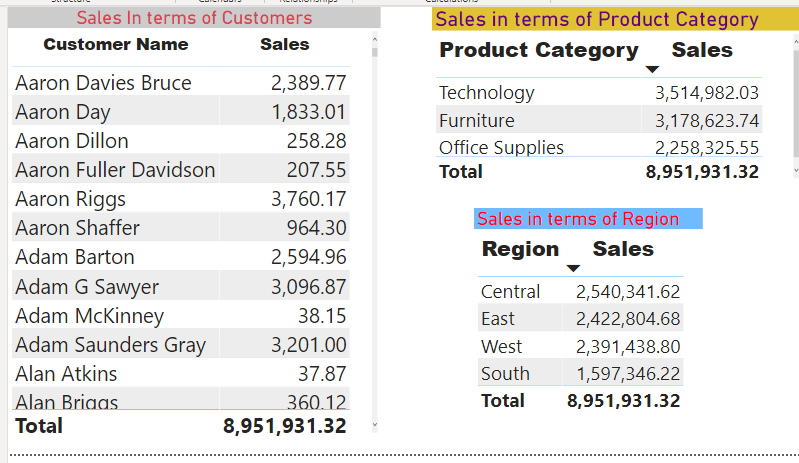 Structure Calendars Relationships Calculations
Sales In terms of Customers
Customer Name Sales
Aaron Davies Bruce 2,389.77
Aaron Day 1,833.01
Aaron Dillon 258.28
Aaron Fuller Davidson 207.55
Aaron Riggs 3,760.17
Aaron Shaffer 964.30
Adam Barton 2,594.96
Adam G Sawyer 3,096.87
Adam McKinney 38.15
Adam Saunders Gray 3,201.00
Alan Atkins 37.87
Alan Briggs 360.12
Total 8,951,931.32
Sales in terms of Product Category
Product Category Sales
Technology 3,514,982.03
Furniture 3,178,623.74
Office Supplies 2,258,325.55
Total 8,951,931.32
Sales in terms of Region
Region Sales
Central 2,540,341.62
East 2,422,804.68
West 2,391,438.80
South 1,597,346.22
Total 8,951,931.32